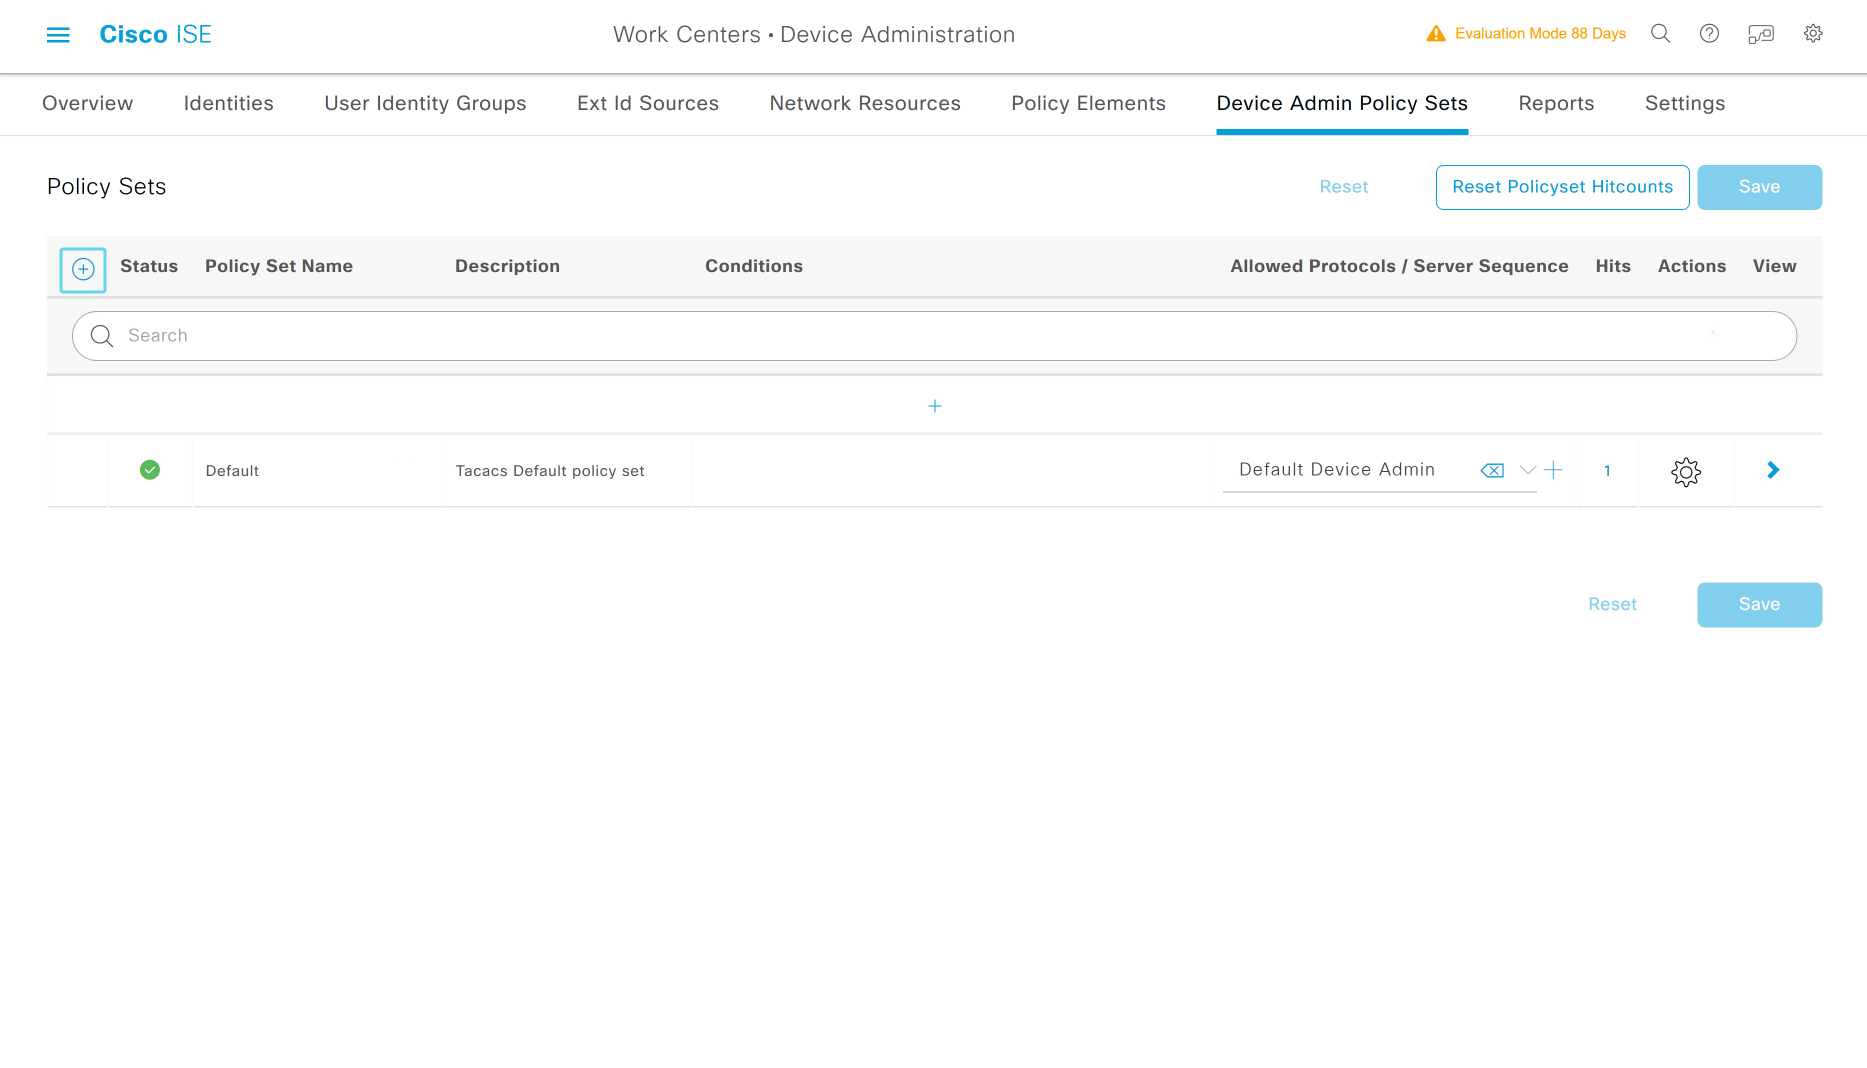 Cisco ISE
Work Centers • Device Administration
Evaluation Mode 88 Days
Overview
Identities
User Identity Groups
Ext Id Sources
Network Resources
Policy Elements
Device Admin Policy Sets
Reports
Settings
Policy Sets
Reset
Reset Policyset Hitcounts
Save
Status
Policy Set Name
Description
Conditions
Allowed Protocols / Server Sequence
Hits
Actions
View
Search
Default
Tacacs Default policy set
Default Device Admin
1
Reset
Save